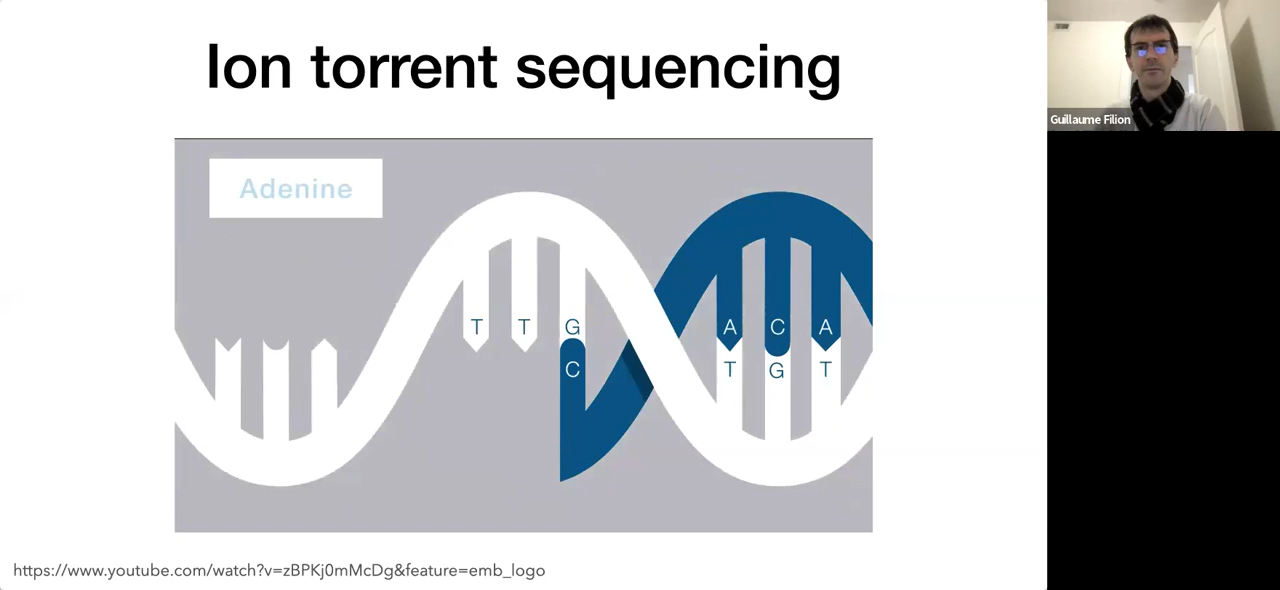 Ion torrent sequencing
Guillaume Filion
Adenine
T T G A C A
C T G T
https://www.youtube.com/watch?v=zBPKj0mMcDg&feature=emb_logo